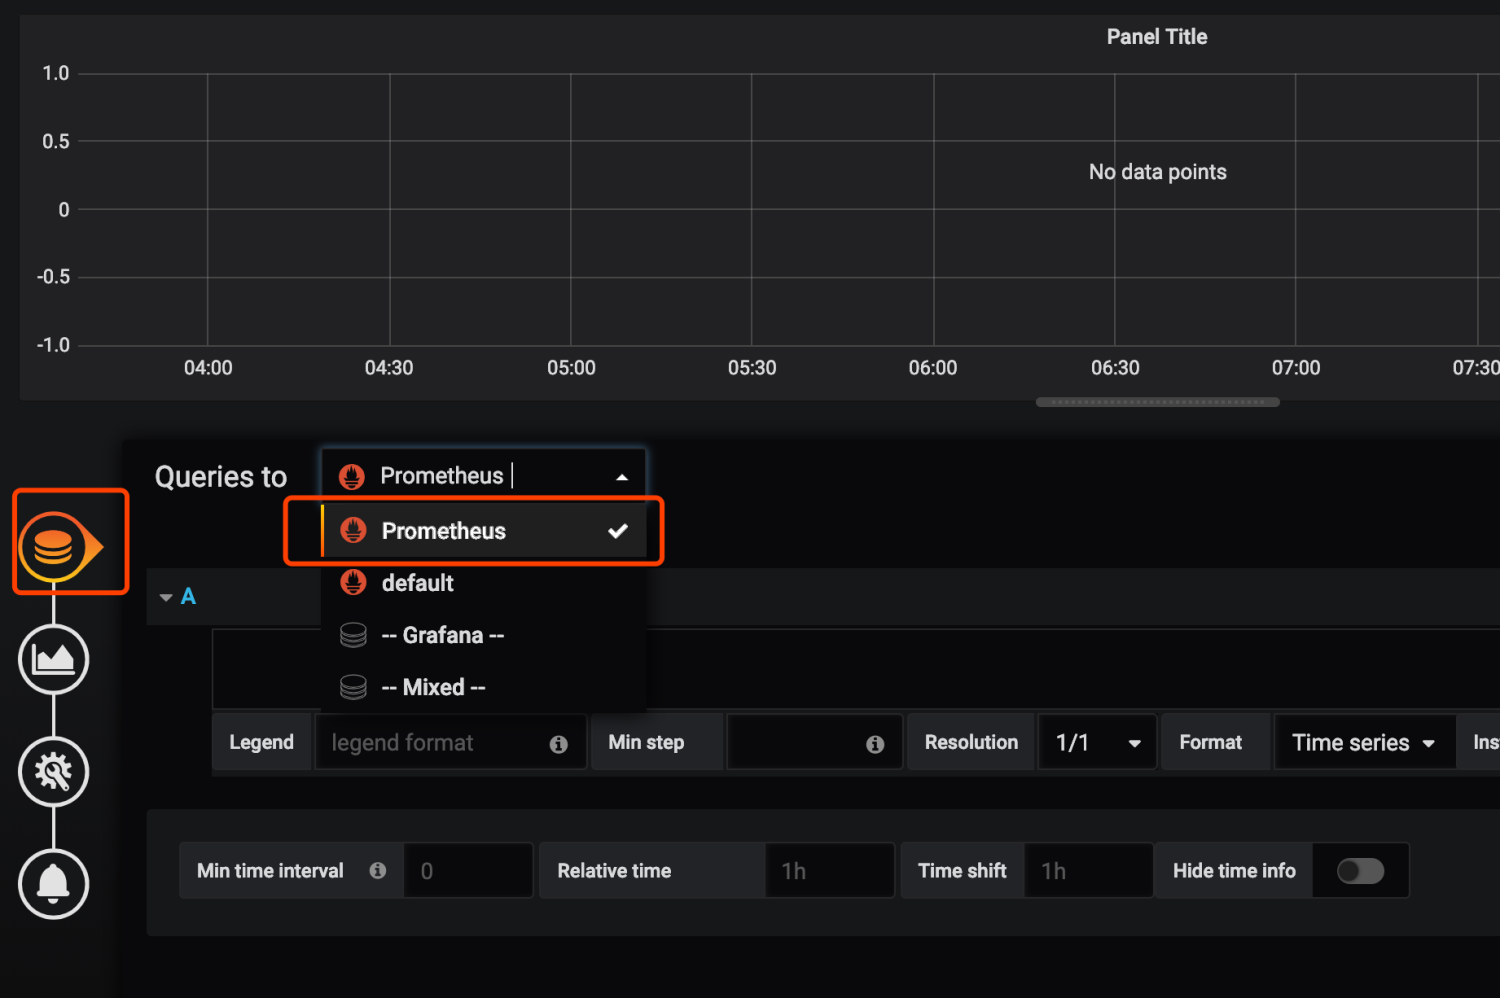 Panel Title
1.0
0.5
No data points
0
-0.5
-1.0
04:00 04:30 05:00 05:30 06:00 06:30 07:00 07:30
Queries to Prometheus
Prometheus
default
-- Grafana --
-- Mixed --
A
Legend legend format Min step Resolution 1/1 Format Time series Ins
Min time interval 0 Relative time 1h Time shift 1h Hide time info